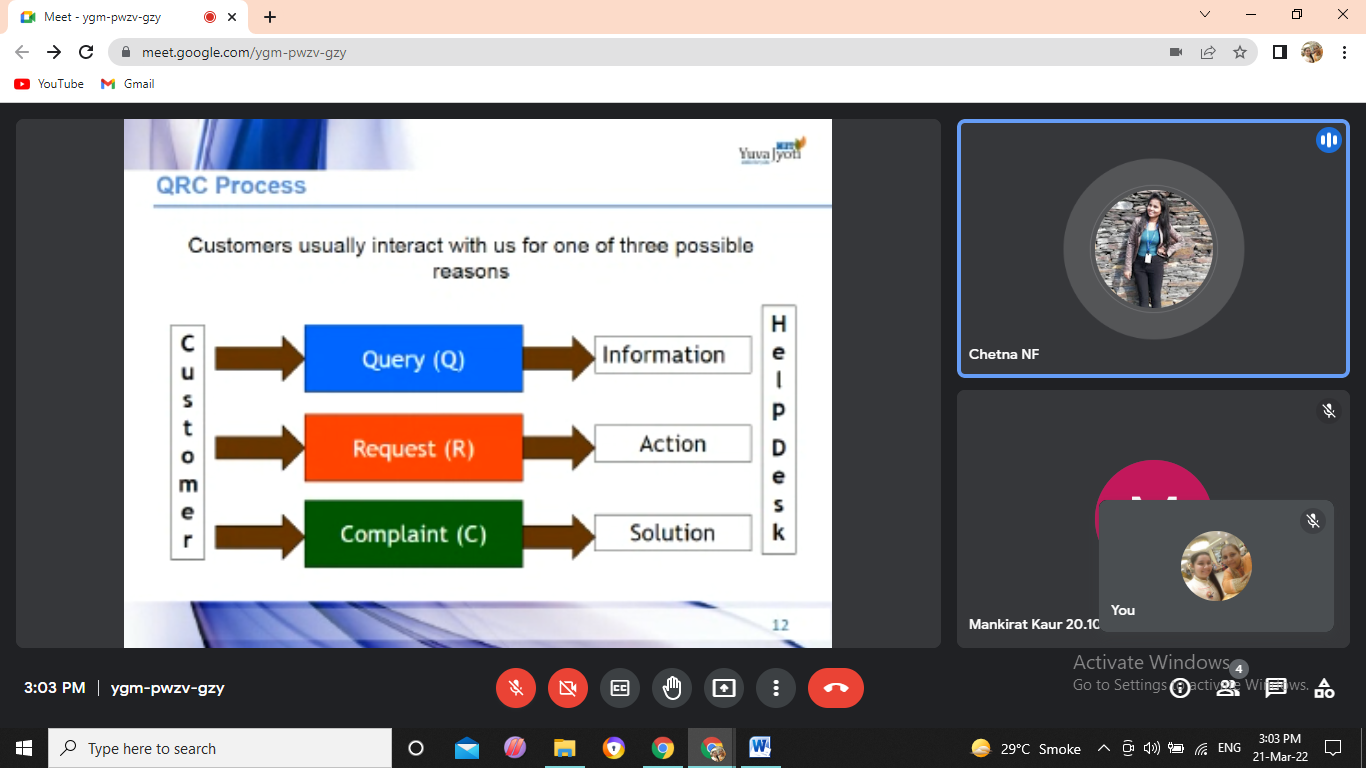 Meet - ygm-pwzv-gzy
meet.google.com/ygm-pwzv-gzy
YouTube
Gmail
Yuva Jyoti
QRC Process
Customers usually interact with us for one of three possible
reasons
Customer
Query (Q)
Information
Request (R)
Action
Complaint (C)
Solution
Help Desk
12
Chetna NF
Mankirat Kaur 20.10
You
Activate Windows
Go to Settings to activate Windows.
4
3:03 PM | ygm-pwzv-gzy
Type here to search
29°C Smoke
ENG
3:03 PM
21-Mar-22